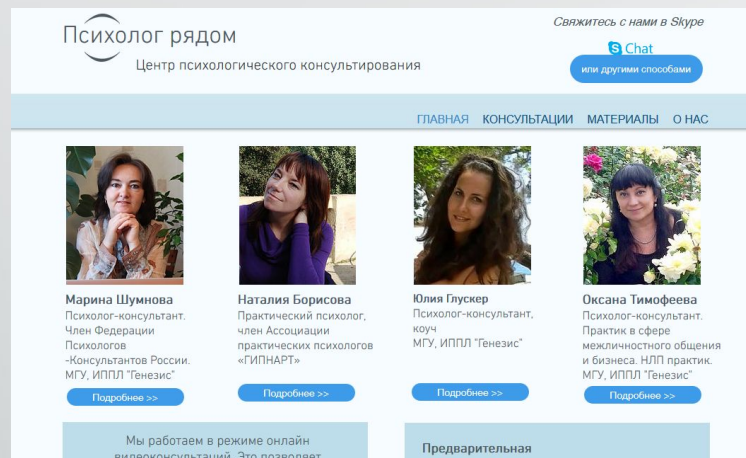 Психолог рядом
Центр психологического консультирования
Свяжитесь с нами в Skype
S Chat
или другими способами
ГЛАВНАЯ КОНСУЛЬТАЦИИ МАТЕРИАЛЫ О НАС
Марина Шумнова
Психолог-консультант.
Член Федерации
Психологов
-Консультантов России.
МГУ, ИППЛ "Генезис"
Подробнее >>
Наталия Борисова
Практический психолог,
член Ассоциации
практических психологов
«ГИПНАРТ»
Подробнее >>
Юлия Глускер
Психолог-консультант,
коуч
МГУ, ИППЛ "Генезис"
Подробнее >>
Оксана Тимофеева
Психолог-консультант.
Практик в сфере
межличностного общения
и бизнеса. НЛП практик.
МГУ, ИППЛ "Генезис"
Подробнее >>
Мы работаем в режиме онлайн
видеоконсультаций. Это позволяет
Предварительная